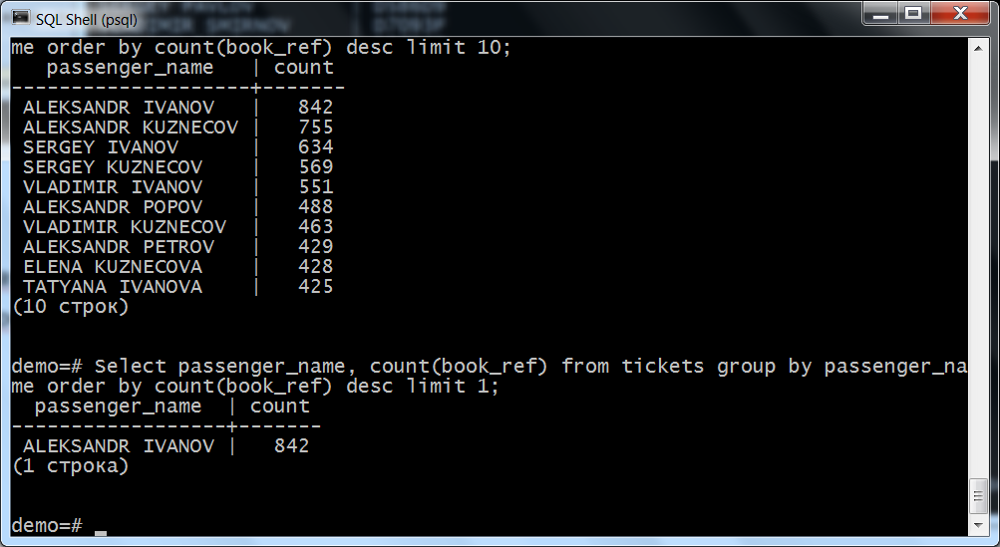 SQL Shell (psql)
me order by count(book_ref) desc limit 10;
passenger_name | count
--------------------+-------
ALEKSANDR IVANOV | 842
ALEKSANDR KUZNECOV | 755
SERGEY IVANOV | 634
SERGEY KUZNECOV | 569
VLADIMIR IVANOV | 551
ALEKSANDR POPOV | 488
VLADIMIR KUZNECOV | 463
ALEKSANDR PETROV | 429
ELENA KUZNECOVA | 428
TATYANA IVANOVA | 425
(10 строк)
demo=# Select passenger_name, count(book_ref) from tickets group by passenger_na
me order by count(book_ref) desc limit 1;
passenger_name | count
------------------+-------
ALEKSANDR IVANOV | 842
(1 строка)
demo=# _